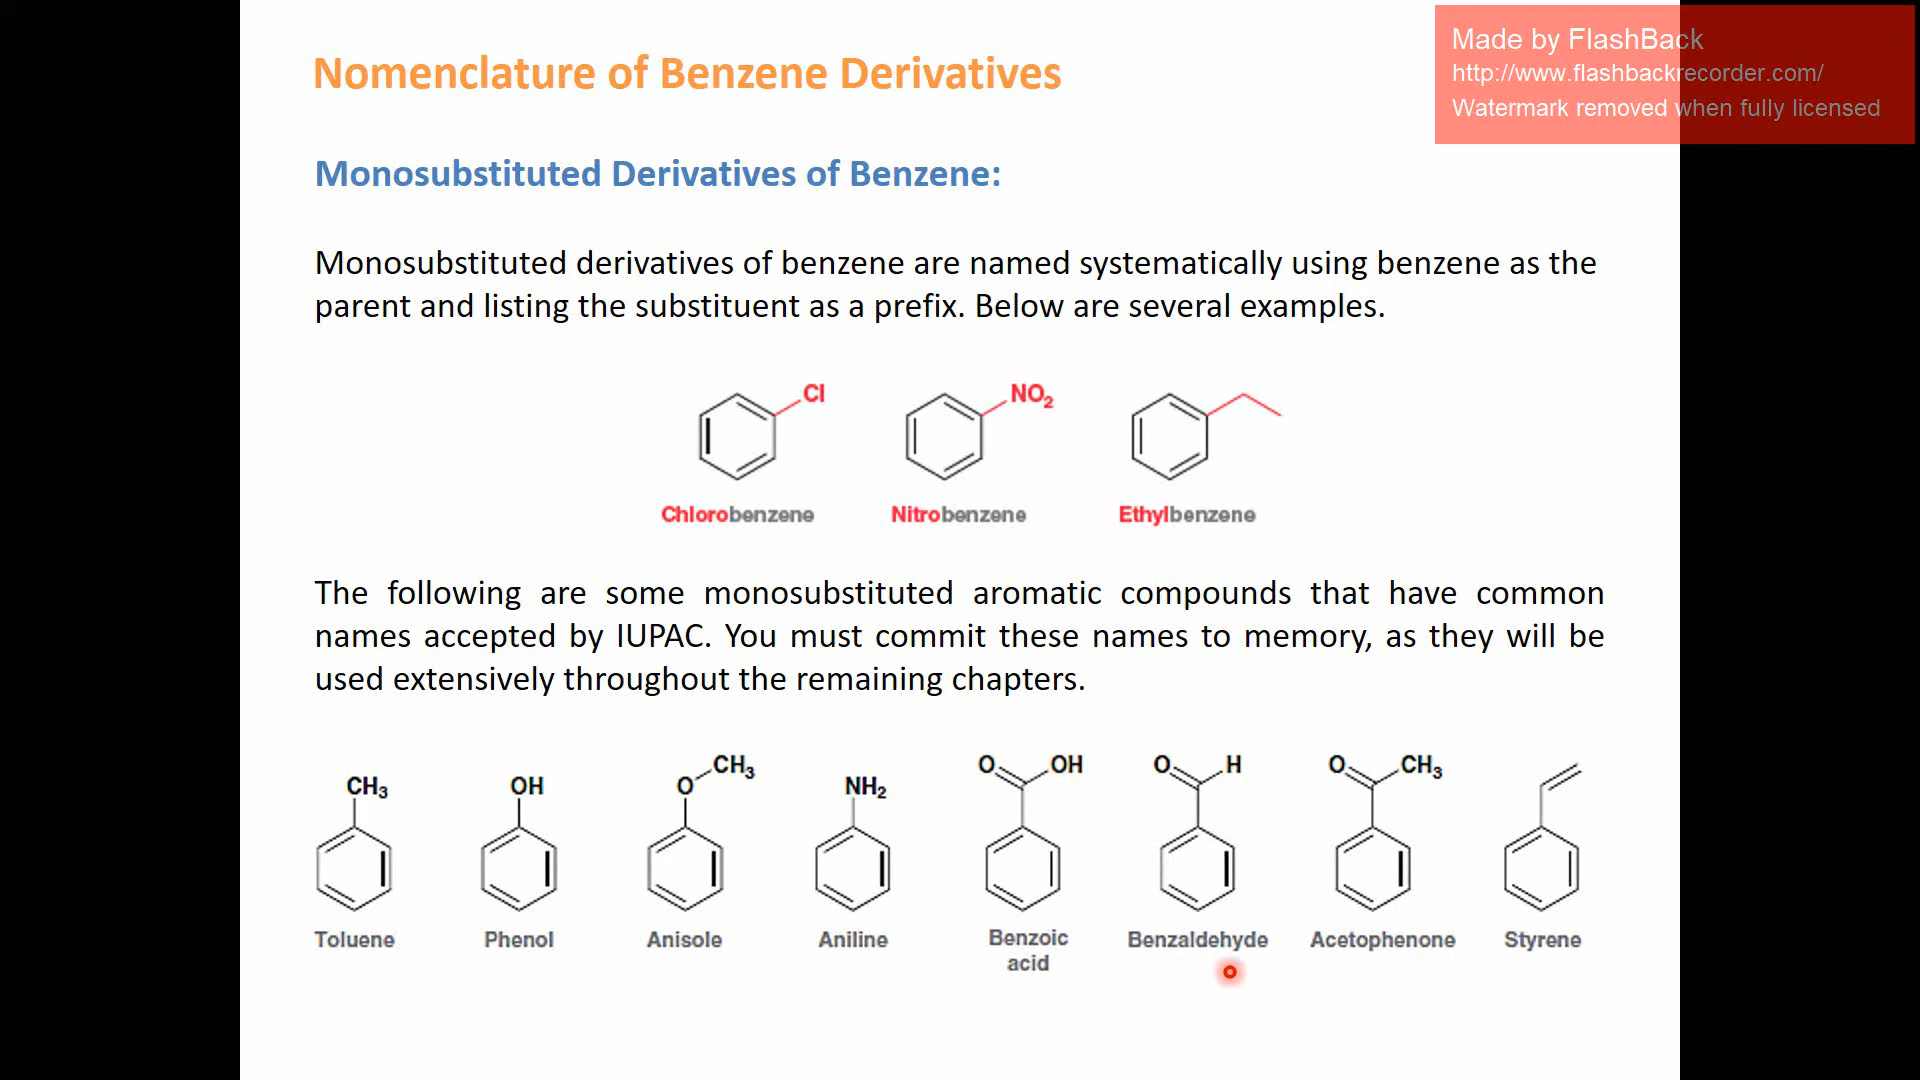 Made by FlashBack
http://www.flashbackrecorder.com/
Watermark removed when fully licensed
Nomenclature of Benzene Derivatives
Monosubstituted Derivatives of Benzene:
Monosubstituted derivatives of benzene are named systematically using benzene as the
parent and listing the substituent as a prefix. Below are several examples.
Cl NO2
Chlorobenzene Nitrobenzene Ethylbenzene
The following are some monosubstituted aromatic compounds that have common
names accepted by IUPAC. You must commit these names to memory, as they will be
used extensively throughout the remaining chapters.
CH3 OH O CH3 NH2 O OH O H O CH3
Toluene Phenol Anisole Aniline Benzoic acid Benzaldehyde Acetophenone Styrene